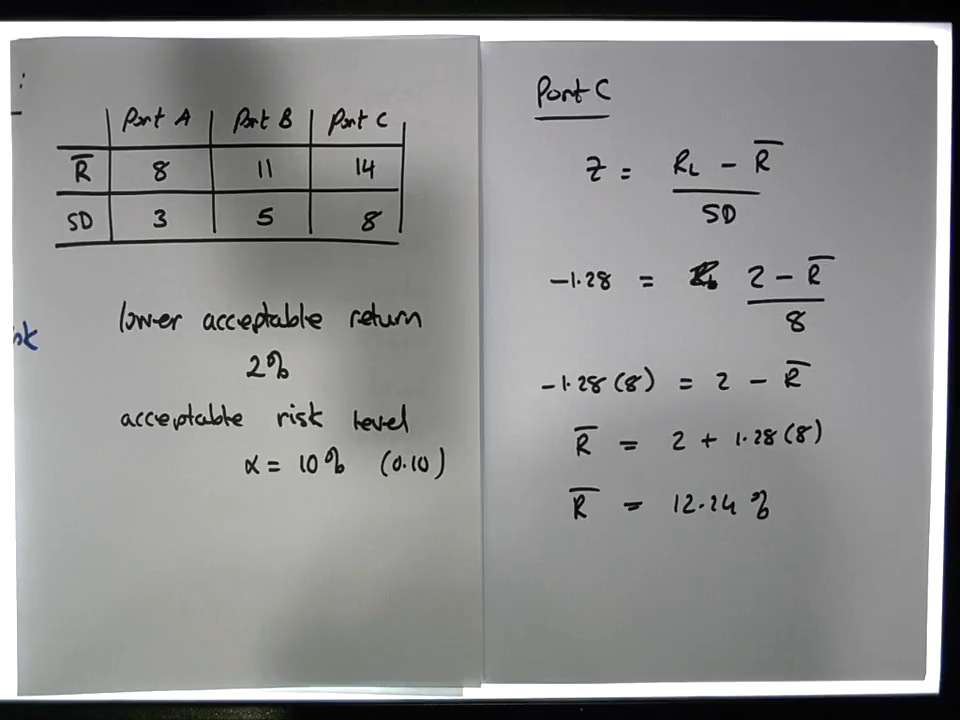 :
Port A Port B Port C
R̅ 8 11 14
SD 3 5 8
lower acceptable return
2%
acceptable risk level
α = 10% (0.10)
Port C
Z = RL - R̅ / SD
-1.28 = 2 - R̅ / 8
-1.28 (8) = 2 - R̅
R̅ = 2 + 1.28 (8)
R̅ = 12.24 %